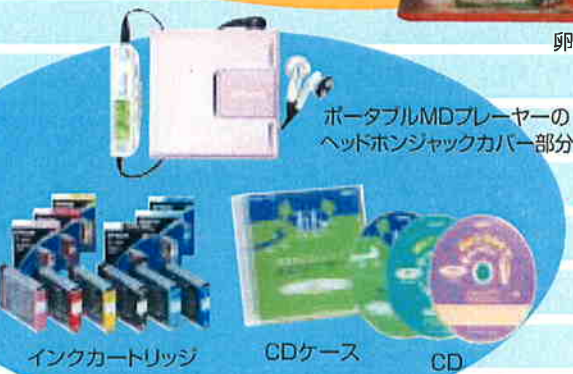 卵
ポータブルMDプレーヤーの
ヘッドホンジャックカバー部分
インクカートリッジ
CDケース
CD